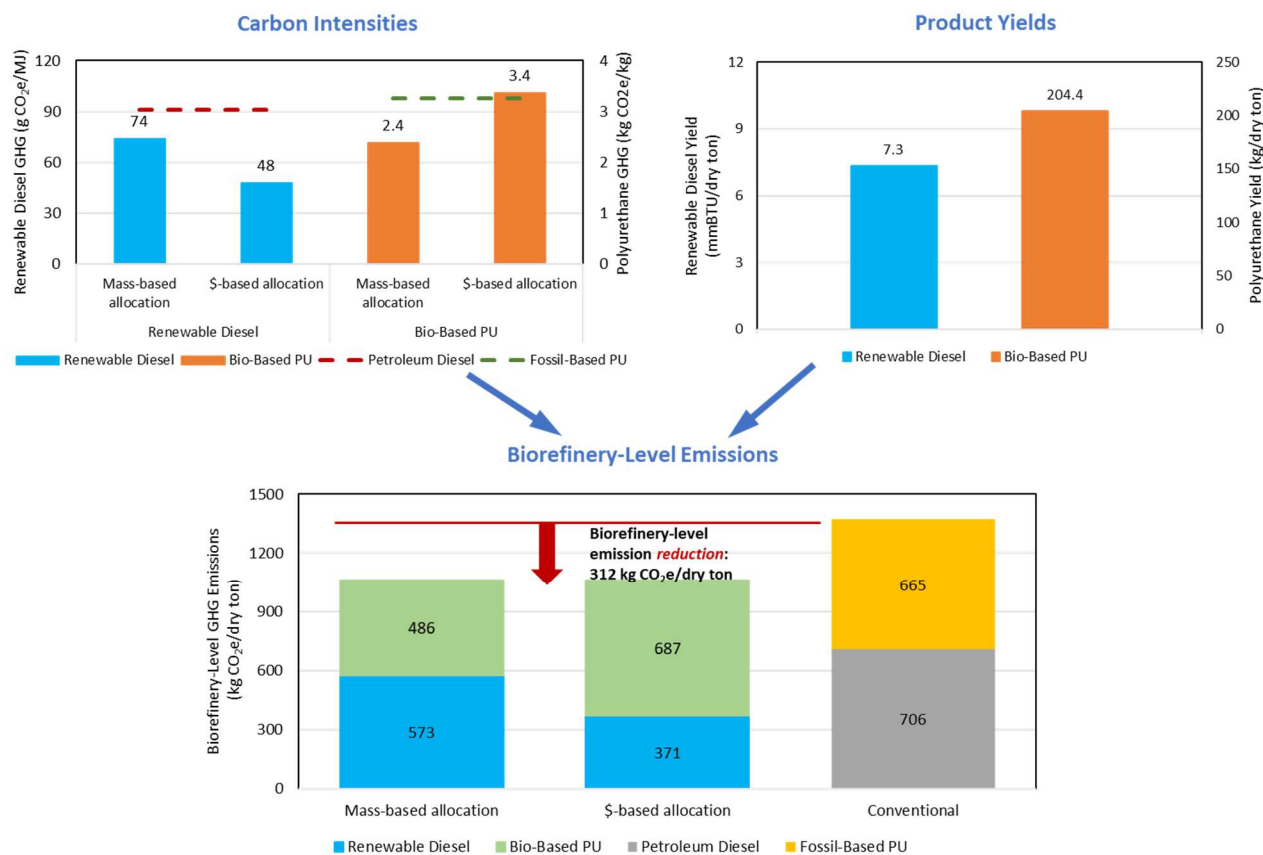 Carbon Intensities
Renewable Diesel GHG (g CO₂e/MJ)
120
90
60
30
0
74
48
2.4
3.4
4
3
2
1
0
Polyurethane GHG (kg CO2e/kg)
Mass-based
allocation
$-based allocation
Mass-based
allocation
$-based allocation
Renewable Diesel
Bio-Based PU
Renewable Diesel
Bio-Based PU
Petroleum Diesel
Fossil-Based PU
Product Yields
Renewable Diesel Yield
(mmBTU/dry ton)
12
9
6
3
0
7.3
204.4
250
200
150
100
50
0
Polyurethane Yield (kg/dry ton)
Renewable Diesel
Bio-Based PU
Biorefinery-Level Emissions
Biorefinery-Level GHG Emissions
(kg CO₂e/dry ton)
1500
1200
900
600
300
0
Biorefinery-level
emission reduction:
312 kg CO₂e/dry ton
486
573
687
371
665
706
Mass-based allocation
$-based allocation
Conventional
Renewable Diesel
Bio-Based PU
Petroleum Diesel
Fossil-Based PU